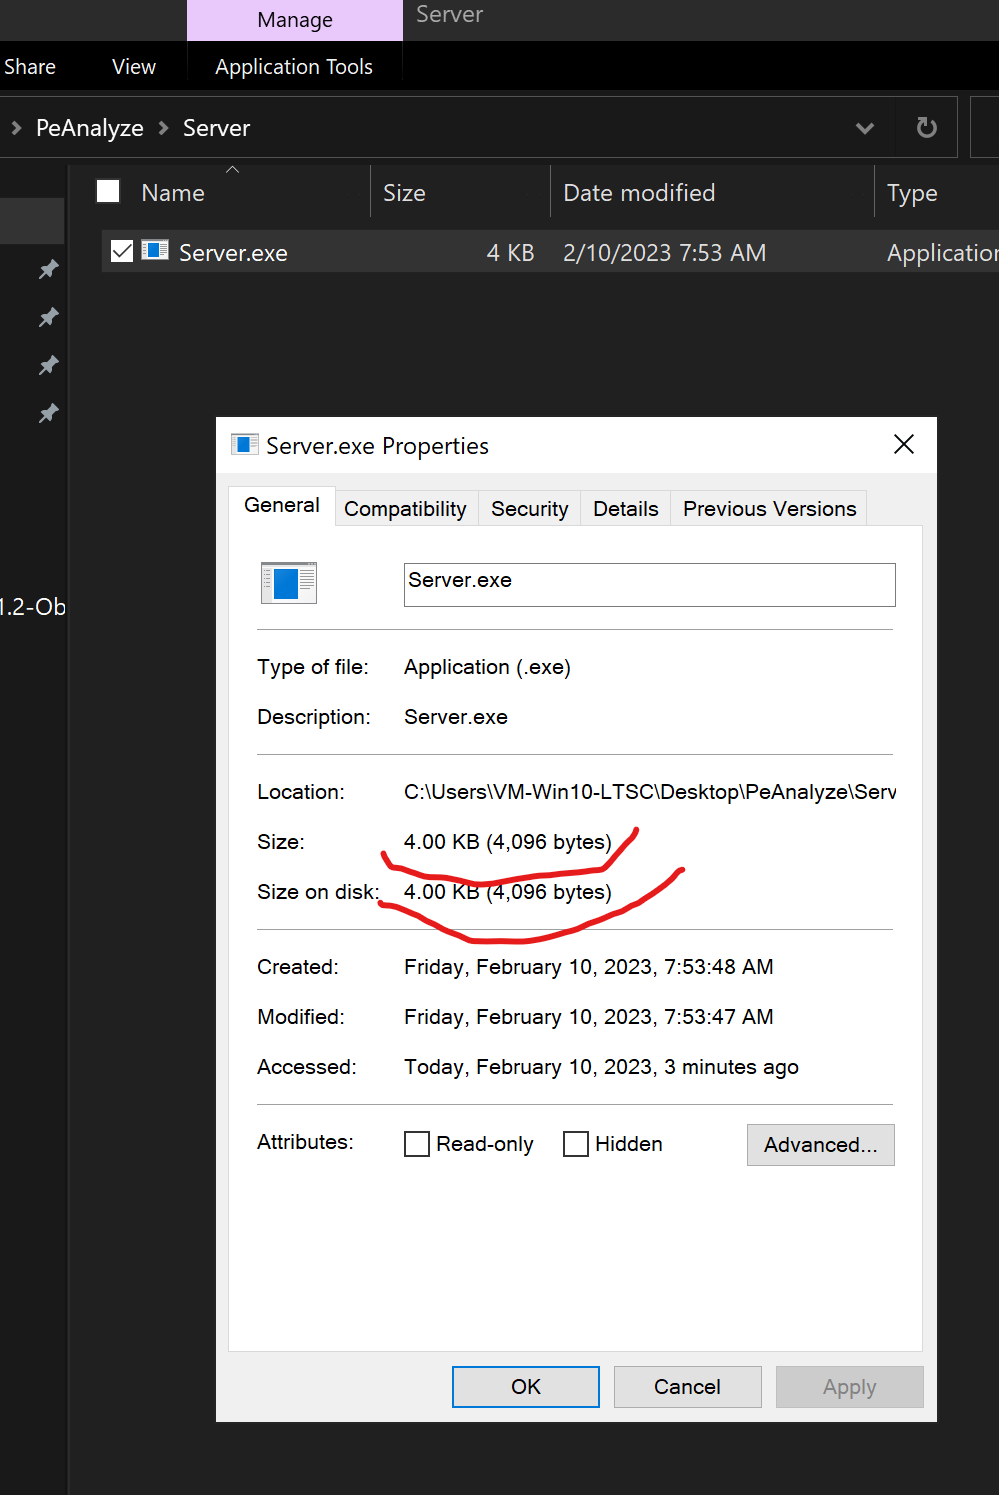 Manage
Server
Share
View
Application Tools
PeAnalyze
Server
Name
Size
Date modified
Type
Server.exe
4 KB
2/10/2023 7:53 AM
Application
Server.exe Properties
General
Compatibility
Security
Details
Previous Versions
Server.exe
1.2-Ob
Type of file: Application (.exe)
Description: Server.exe
Location: C:\Users\VM-Win10-LTSC\Desktop\PeAnalyze\Serv
Size: 4.00 KB (4,096 bytes)
Size on disk: 4.00 KB (4,096 bytes)
Created: Friday, February 10, 2023, 7:53:48 AM
Modified: Friday, February 10, 2023, 7:53:47 AM
Accessed: Today, February 10, 2023, 3 minutes ago
Attributes:
Read-only
Hidden
Advanced...
OK
Cancel
Apply